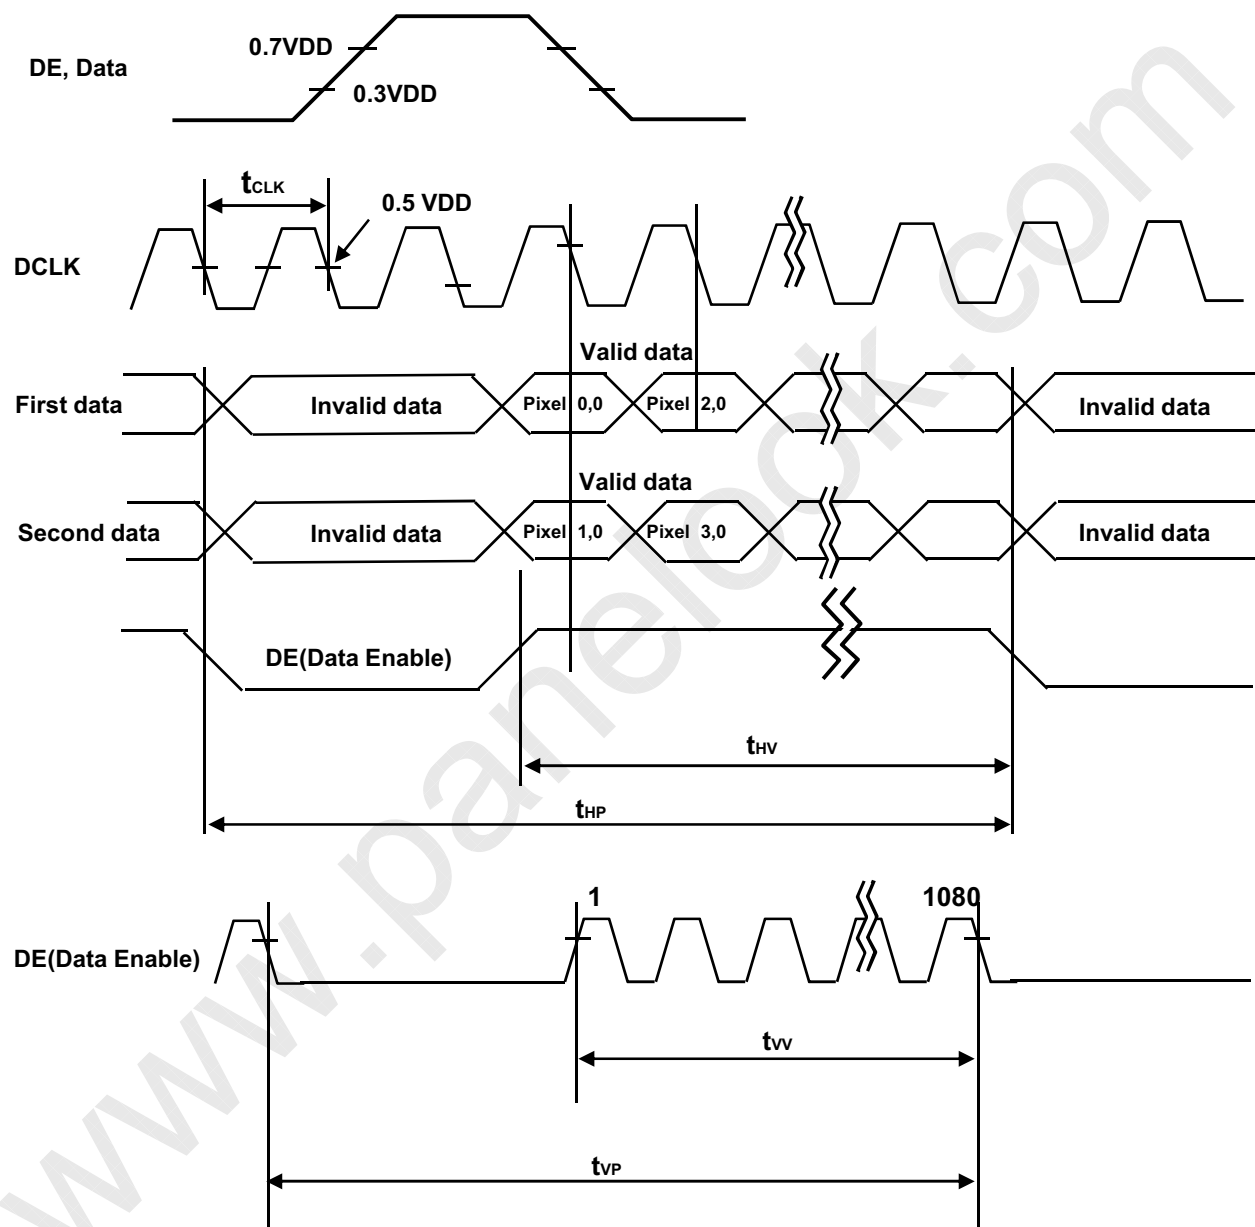 0.7VDD
DE, Data
0.3VDD
tCLK
0.5 VDD
DCLK
Valid data
First data
Invalid data
Pixel 0,0
Pixel 2,0
Invalid data
Valid data
Second data
Invalid data
Pixel 1,0
Pixel 3,0
Invalid data
DE(Data Enable)
tHV
tHP
1
1080
DE(Data Enable)
tVV
tVP
www.panelook.com